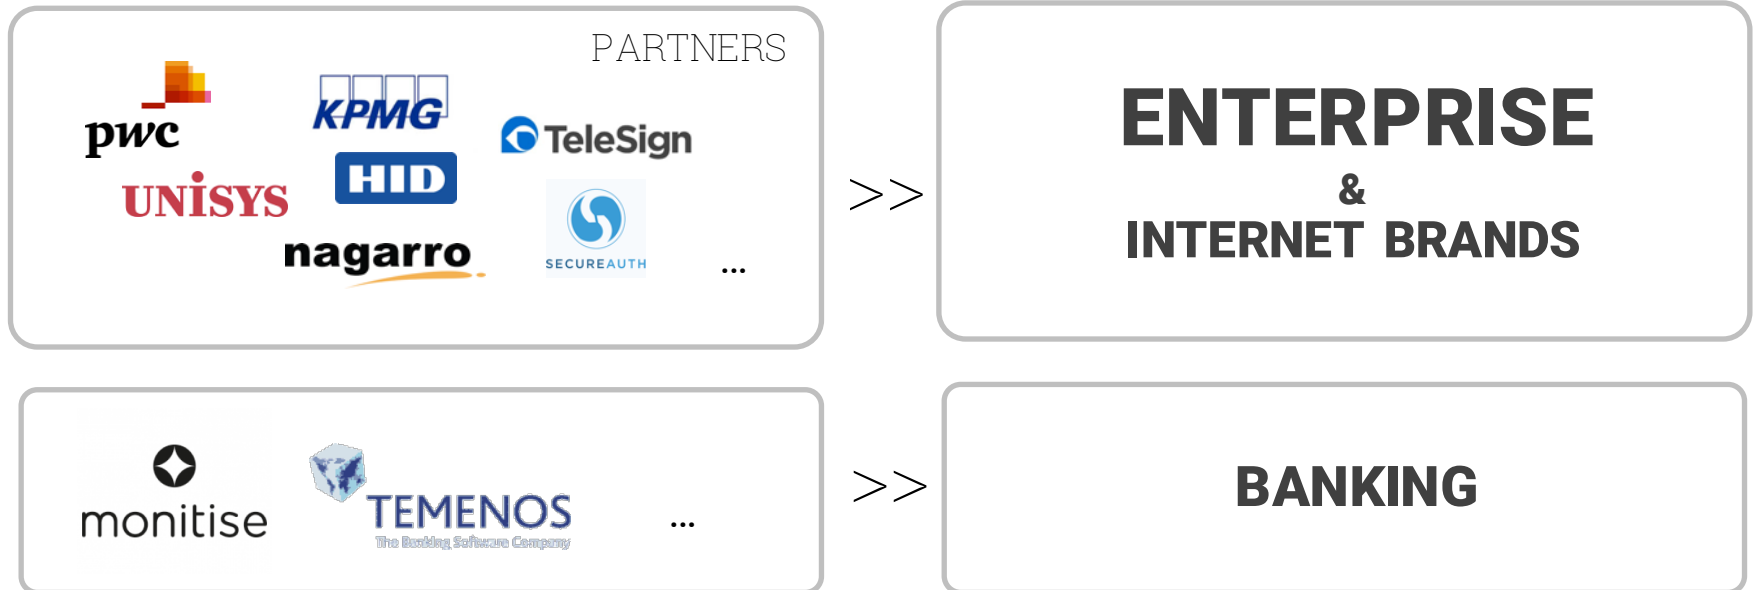 PARTNERS
pwc
KPMG
TeleSign
HID
UNISYS
nagarro
SECUREAUTH
...
>>
ENTERPRISE
&
INTERNET BRANDS
monitise
TEMENOS
The Banking Software Company
...
>>
BANKING